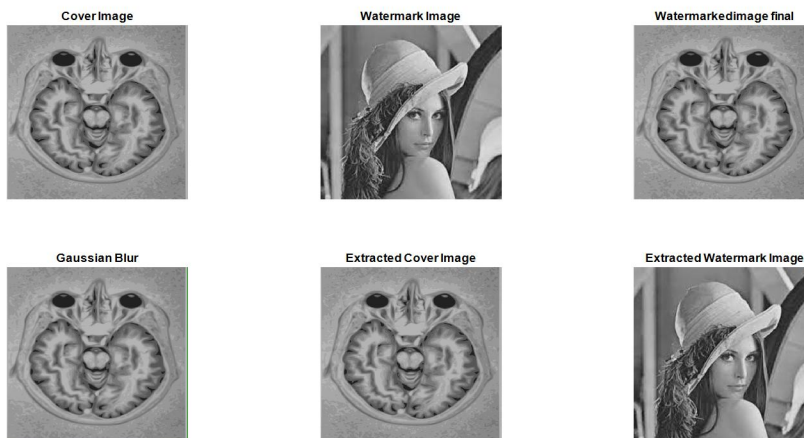 Cover Image
Watermark Image
Watermarkedimage final
Gaussian Blur
Extracted Cover Image
Extracted Watermark Image